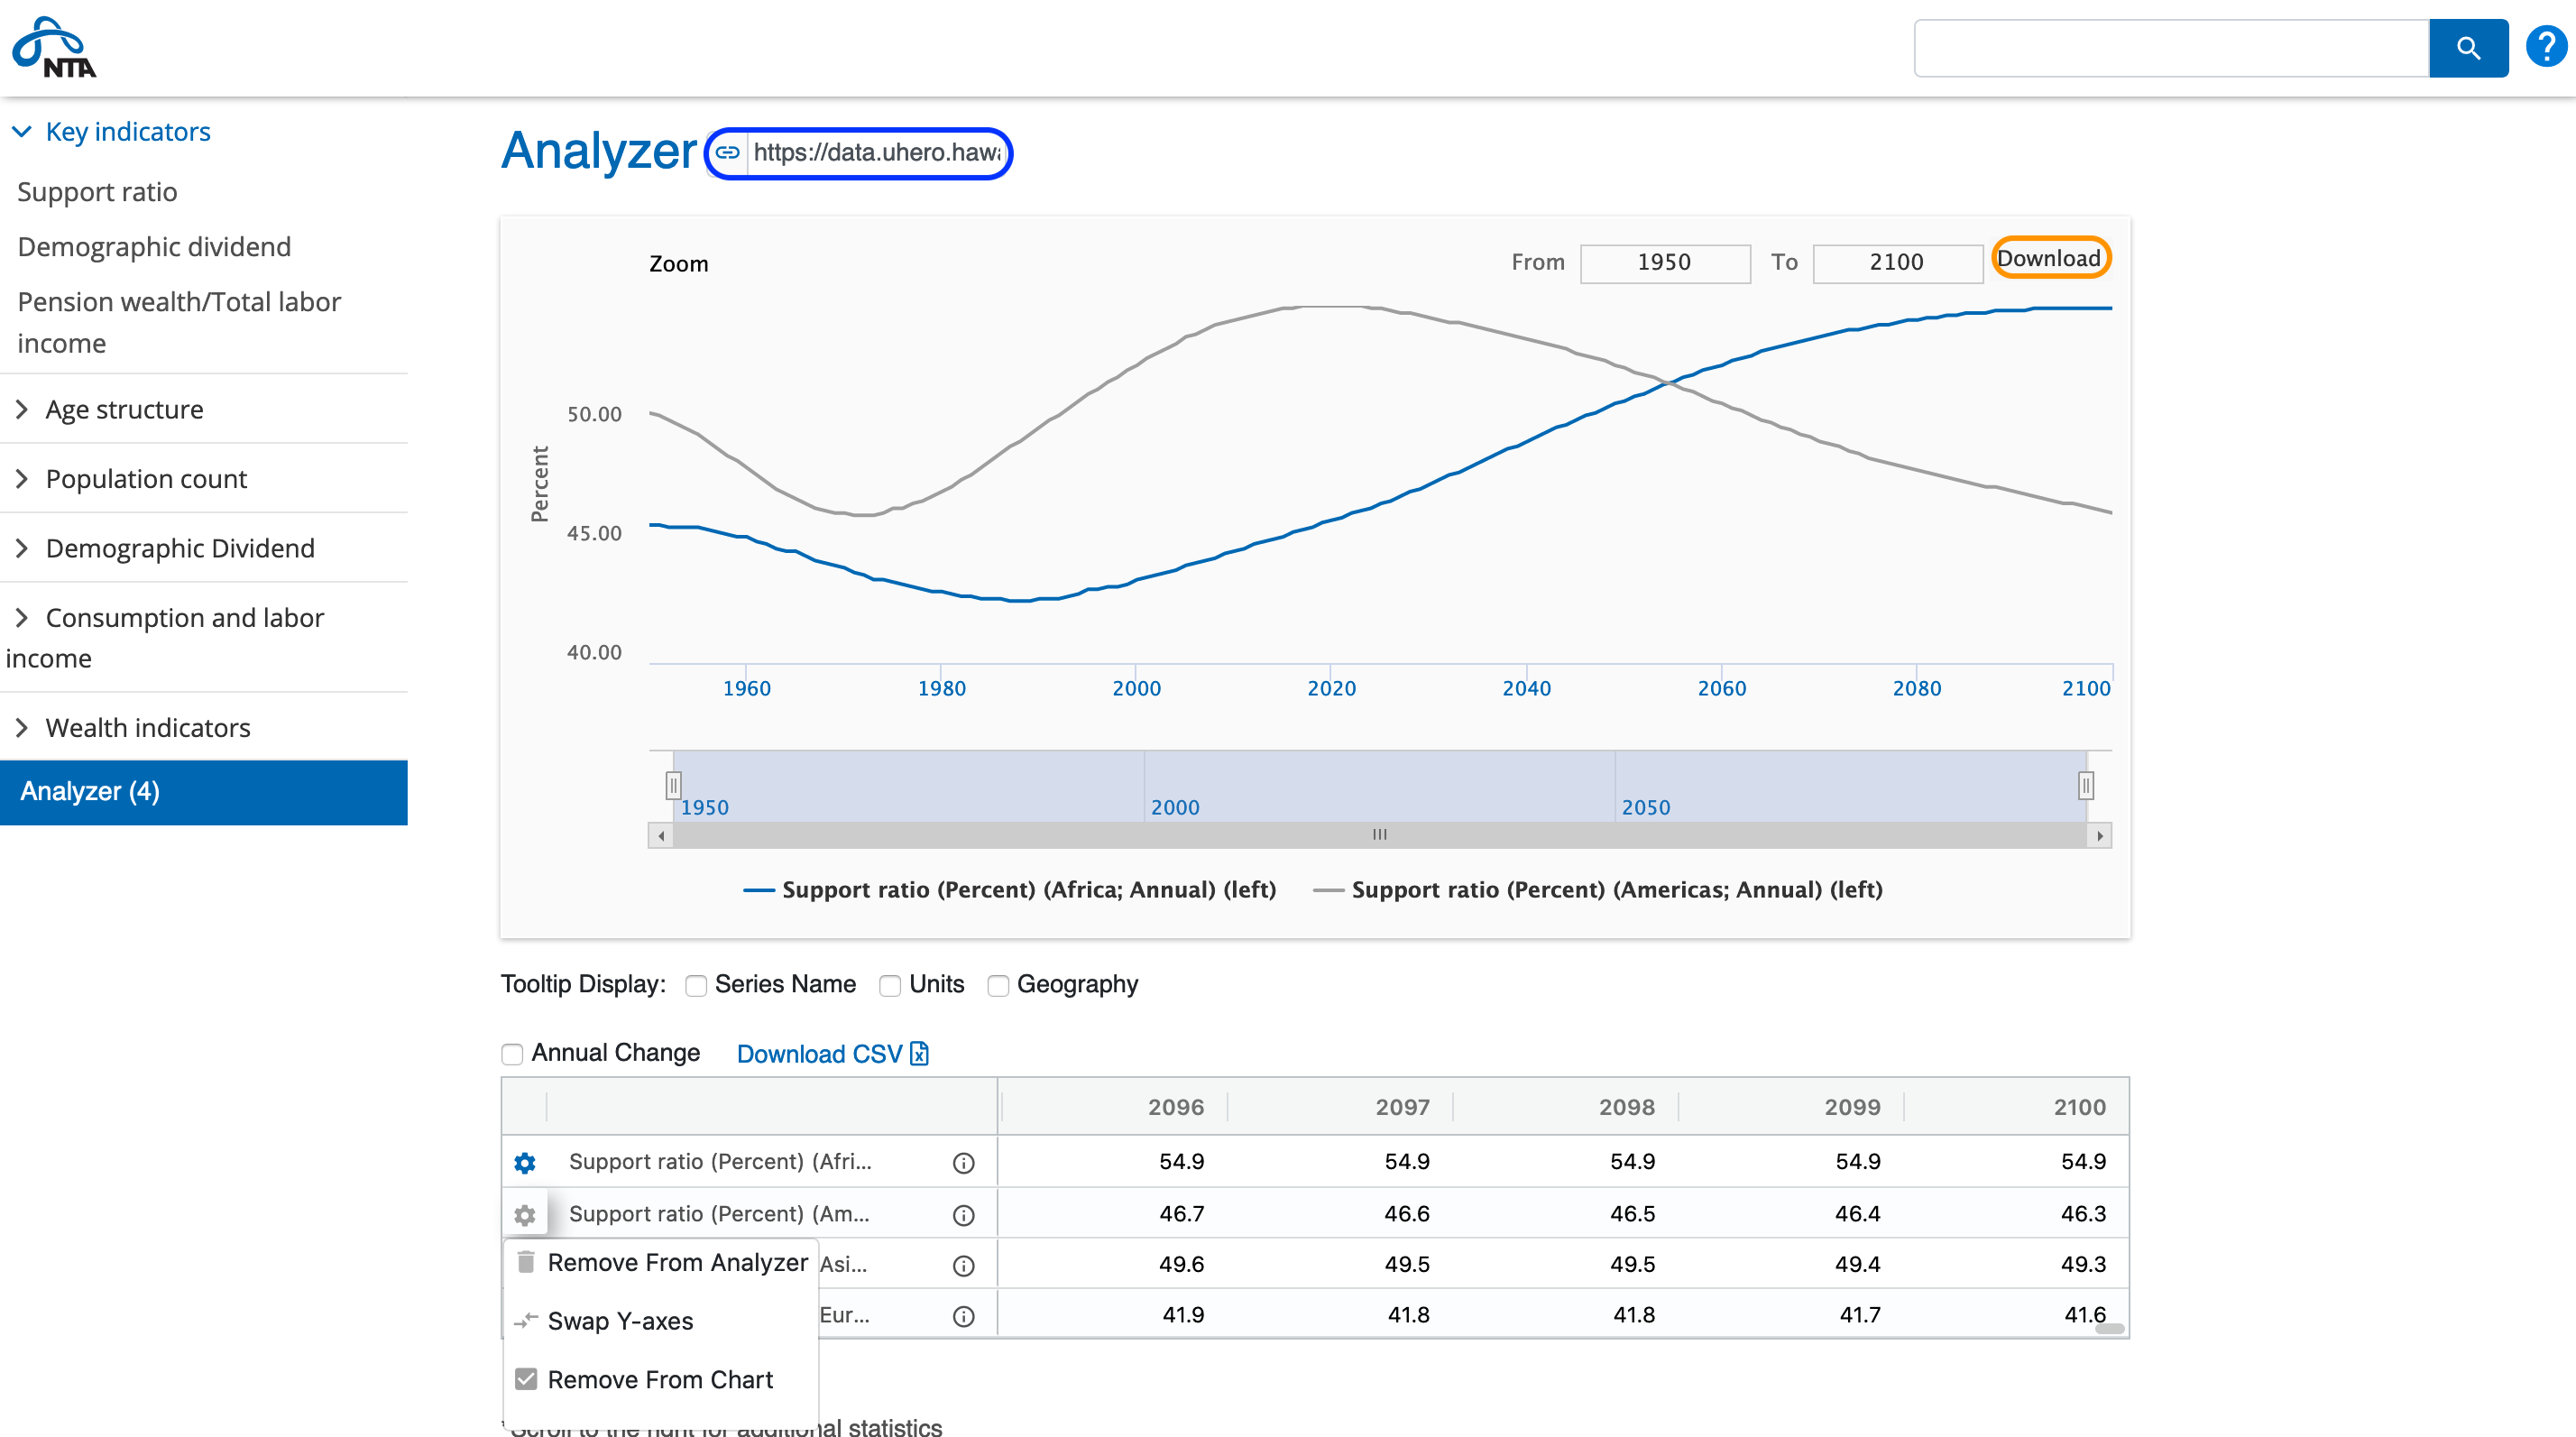 NTA
Key indicators
Support ratio
Demographic dividend
Pension wealth/Total labor
income
Age structure
Population count
Demographic Dividend
Consumption and labor
income
Wealth indicators
Analyzer (4)
Analyzer https://data.uhero.hawa
Zoom From 1950 To 2100 Download
Percent
50.00
45.00
40.00
1960 1980 2000 2020 2040 2060 2080 2100
1950 2000 2050
Support ratio (Percent) (Africa; Annual) (left) Support ratio (Percent) (Americas; Annual) (left)
Tooltip Display: Series Name Units Geography
Annual Change Download CSV
2096 2097 2098 2099 2100
Support ratio (Percent) (Afri... 54.9 54.9 54.9 54.9 54.9
Support ratio (Percent) (Am... 46.7 46.6 46.5 46.4 46.3
Remove From Analyzer Asi... 49.6 49.5 49.5 49.4 49.3
Swap Y-axes Eur... 41.9 41.8 41.8 41.7 41.6
Remove From Chart
*Scroll to the right for additional statistics